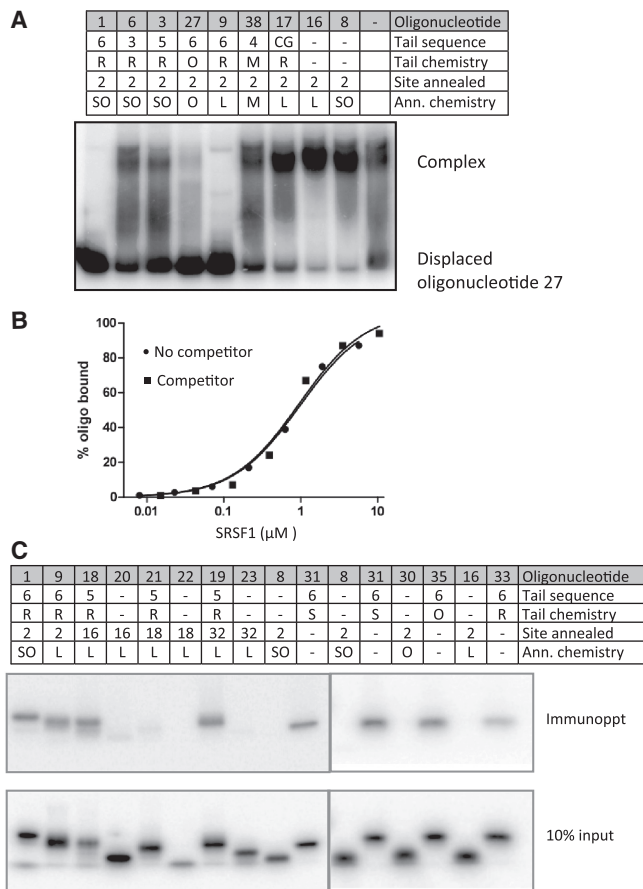 A
1 6 3 27 9 38 17 16 8 - Oligonucleotide
6 3 5 6 6 4 CG - - Tail sequence
R R R O R M R - - Tail chemistry
2 2 2 2 2 2 2 2 2 Site annealed
SO SO SO O L M L L SO Ann. chemistry
Complex
Displaced
oligonucleotide 27
B
100
80
60
40
20
0
% oligo bound
No competitor
Competitor
0.01 0.1 1 10
SRSF1 (μM )
C
1 9 18 20 21 22 19 23 8 31 8 31 30 35 16 33 Oligonucleotide
6 6 5 - 5 - 5 - - 6 - 6 - 6 - 6 Tail sequence
R R R - R - R - - S - S - O - R Tail chemistry
2 2 16 16 18 18 32 32 2 - 2 - 2 - 2 - Site annealed
SO L L L L L L L SO - SO - O - L - Ann. chemistry
Immunoppt
10% input